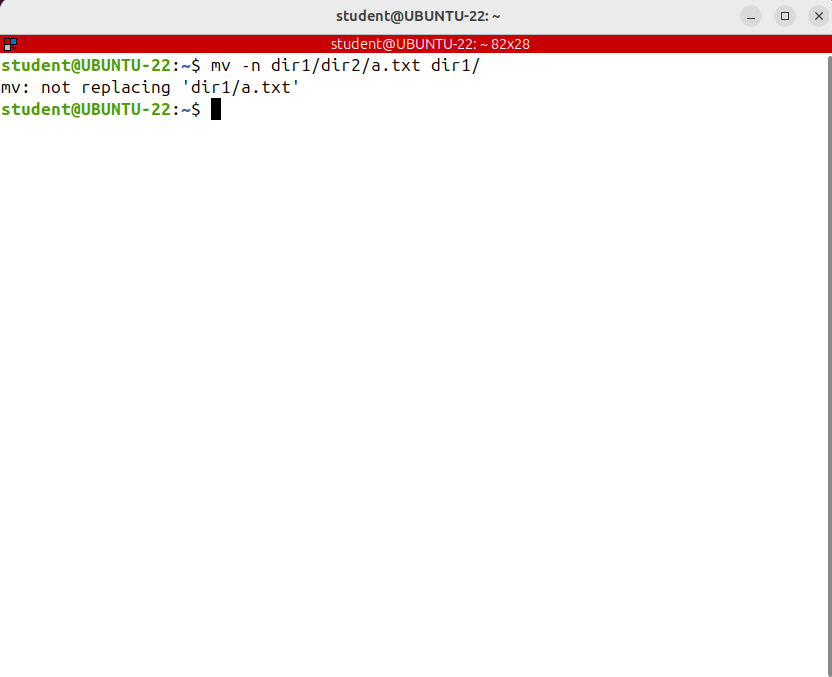 student@UBUNTU-22: ~
student@UBUNTU-22: ~ 82x28
student@UBUNTU-22:~$ mv -n dir1/dir2/a.txt dir1/
mv: not replacing 'dir1/a.txt'
student@UBUNTU-22:~$